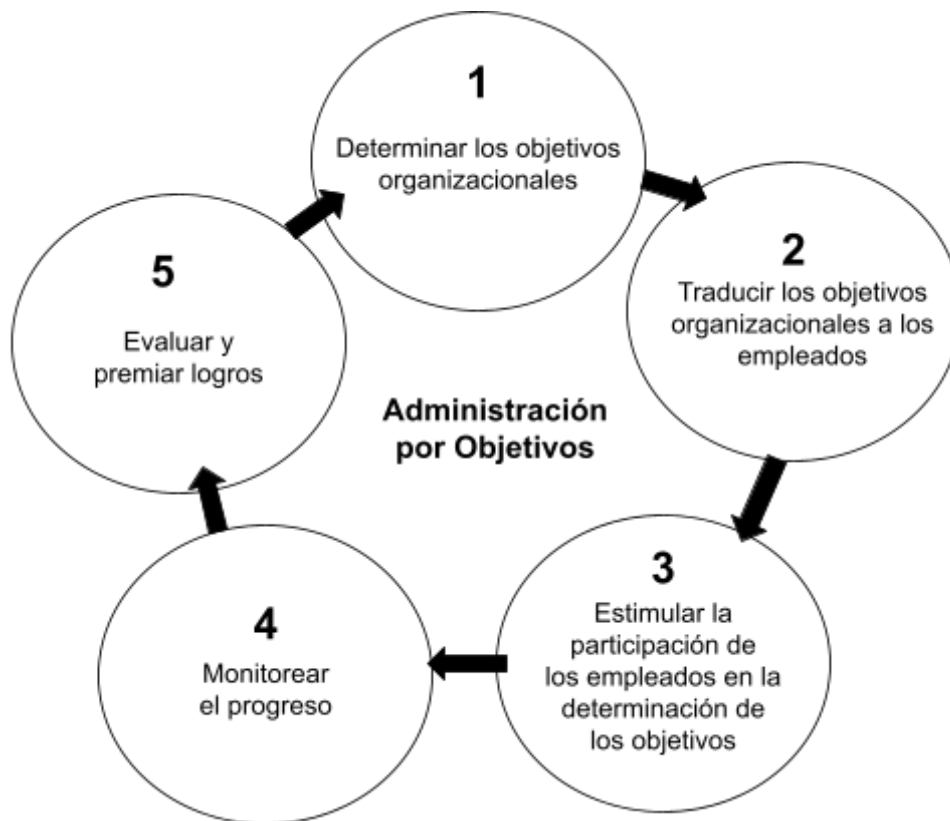 1
Determinar los objetivos
organizacionales
2
Traducir los objetivos
organizacionales a los
empleados
3
Estimular la
participación de
los empleados en la
determinación de
los objetivos
4
Monitorear
el progreso
5
Evaluar y
premiar logros
Administración
por Objetivos